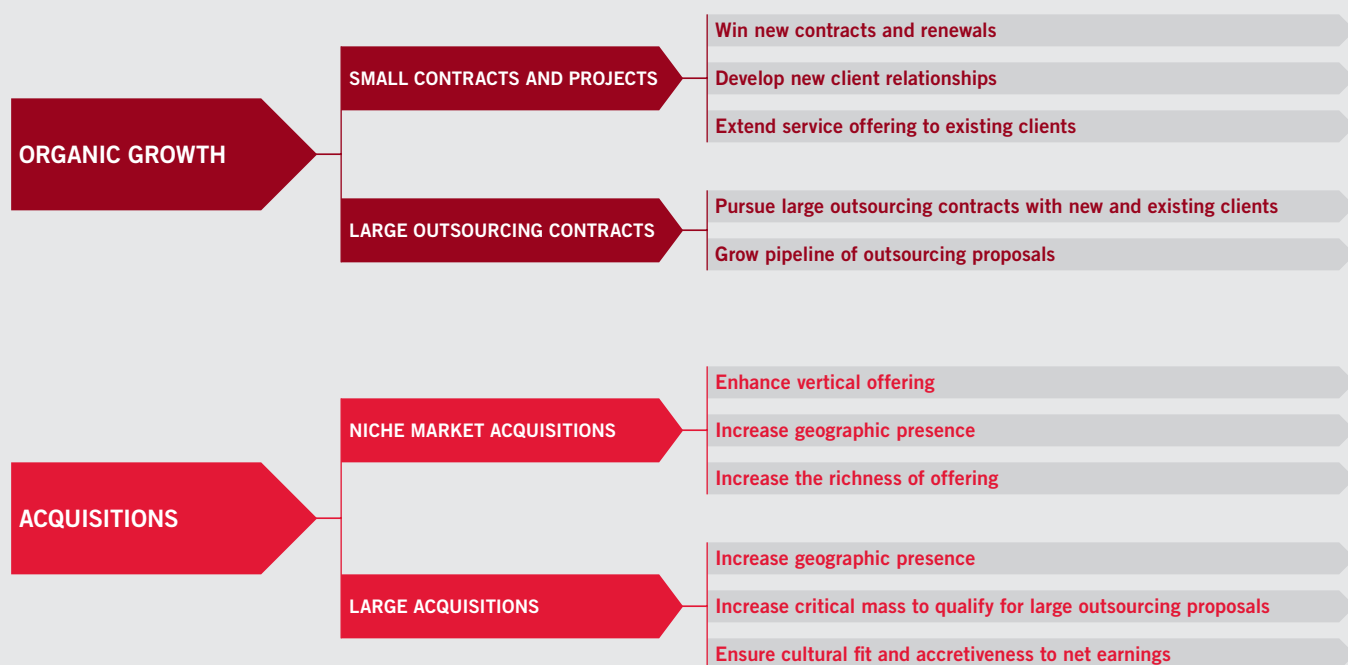 ORGANIC GROWTH
SMALL CONTRACTS AND PROJECTS
Win new contracts and renewals
Develop new client relationships
Extend service offering to existing clients
LARGE OUTSOURCING CONTRACTS
Pursue large outsourcing contracts with new and existing clients
Grow pipeline of outsourcing proposals
ACQUISITIONS
NICHE MARKET ACQUISITIONS
Enhance vertical offering
Increase geographic presence
Increase the richness of offering
LARGE ACQUISITIONS
Increase geographic presence
Increase critical mass to qualify for large outsourcing proposals
Ensure cultural fit and accretiveness to net earnings